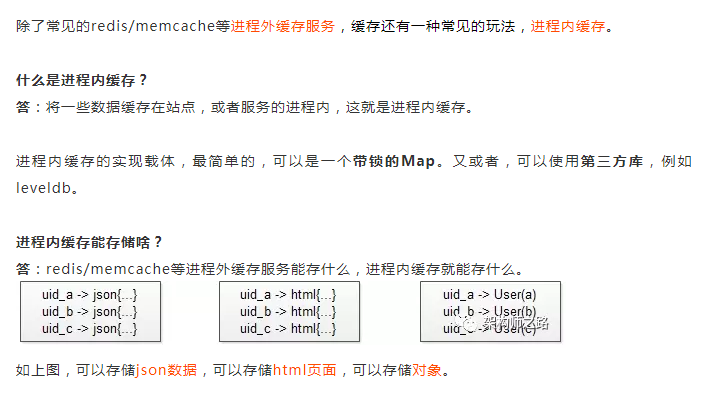 除了常见的redis/memcache等进程外缓存服务，缓存还有一种常见的玩法，进程内缓存。
什么是进程内缓存？
答：将一些数据缓存在站点，或者服务的进程内，这就是进程内缓存。
进程内缓存的实现载体，最简单的，可以是一个带锁的Map。又或者，可以使用第三方库，例如
leveldb。
进程内缓存能存储啥？
答：redis/memcache等进程外缓存服务能存什么，进程内缓存就能存什么。
uid_a -> json{...}
uid_b -> json{...}
uid_c -> json{...}
uid_a -> html{...}
uid_b -> html{...}
uid_c -> html{...}
uid_a -> User(a)
uid_b -> User(b)
uid_c -> User(c)
架构师之路
如上图，可以存储json数据，可以存储html页面，可以存储对象。